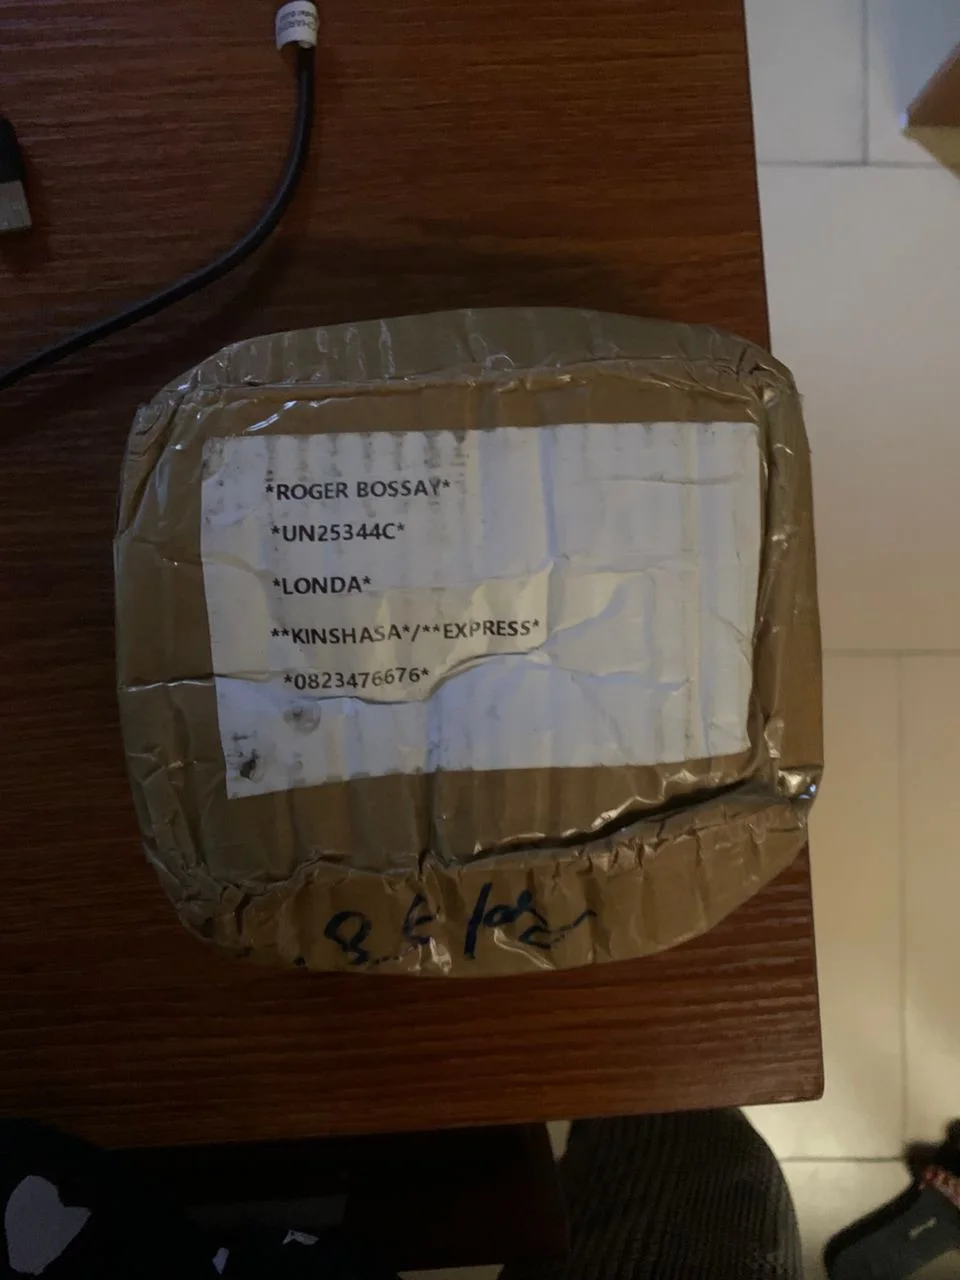 *ROGER BOSSAY*
*UN25344C*
*LONDA*
**KINSHASA*/**EXPRESS*
*0823476676*